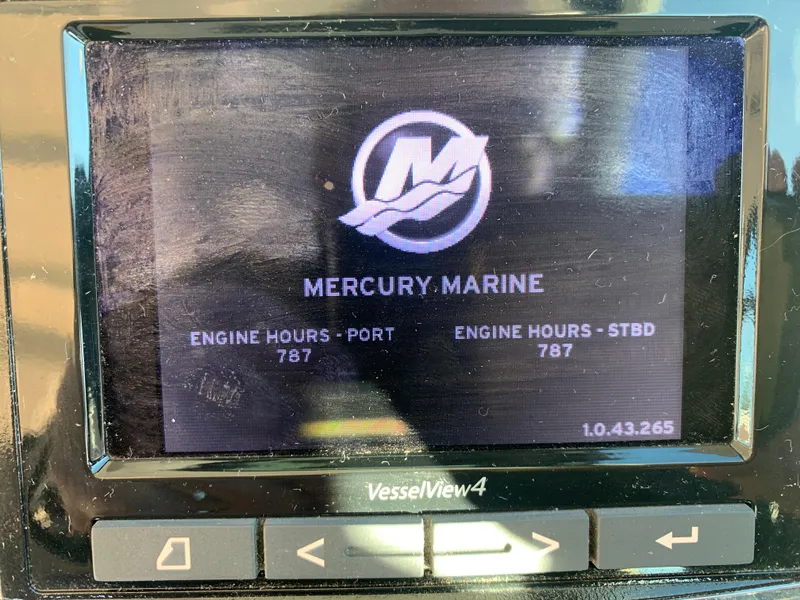 M
MERCURY MARINE
ENGINE HOURS - PORT
787
ENGINE HOURS - STBD
787
1.0.43.265
VesselView4